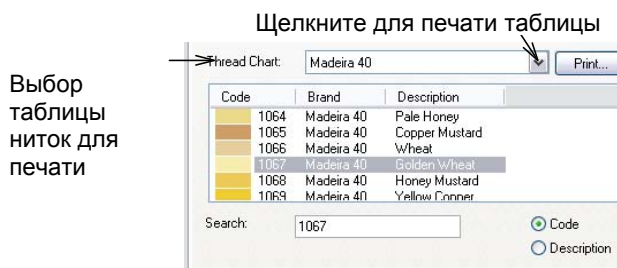 Щелкните для печати таблицы
Выбор
таблицы
ниток для
печати
Thread Chart: Madeira 40 Print...
Code Brand Description
1064 Madeira 40 Pale Honey
1065 Madeira 40 Copper Mustard
1066 Madeira 40 Wheat
1067 Madeira 40 Golden Wheat
1068 Madeira 40 Honey Mustard
1069 Madeira 40 Yellow Copper
Search: 1067 Code
Description